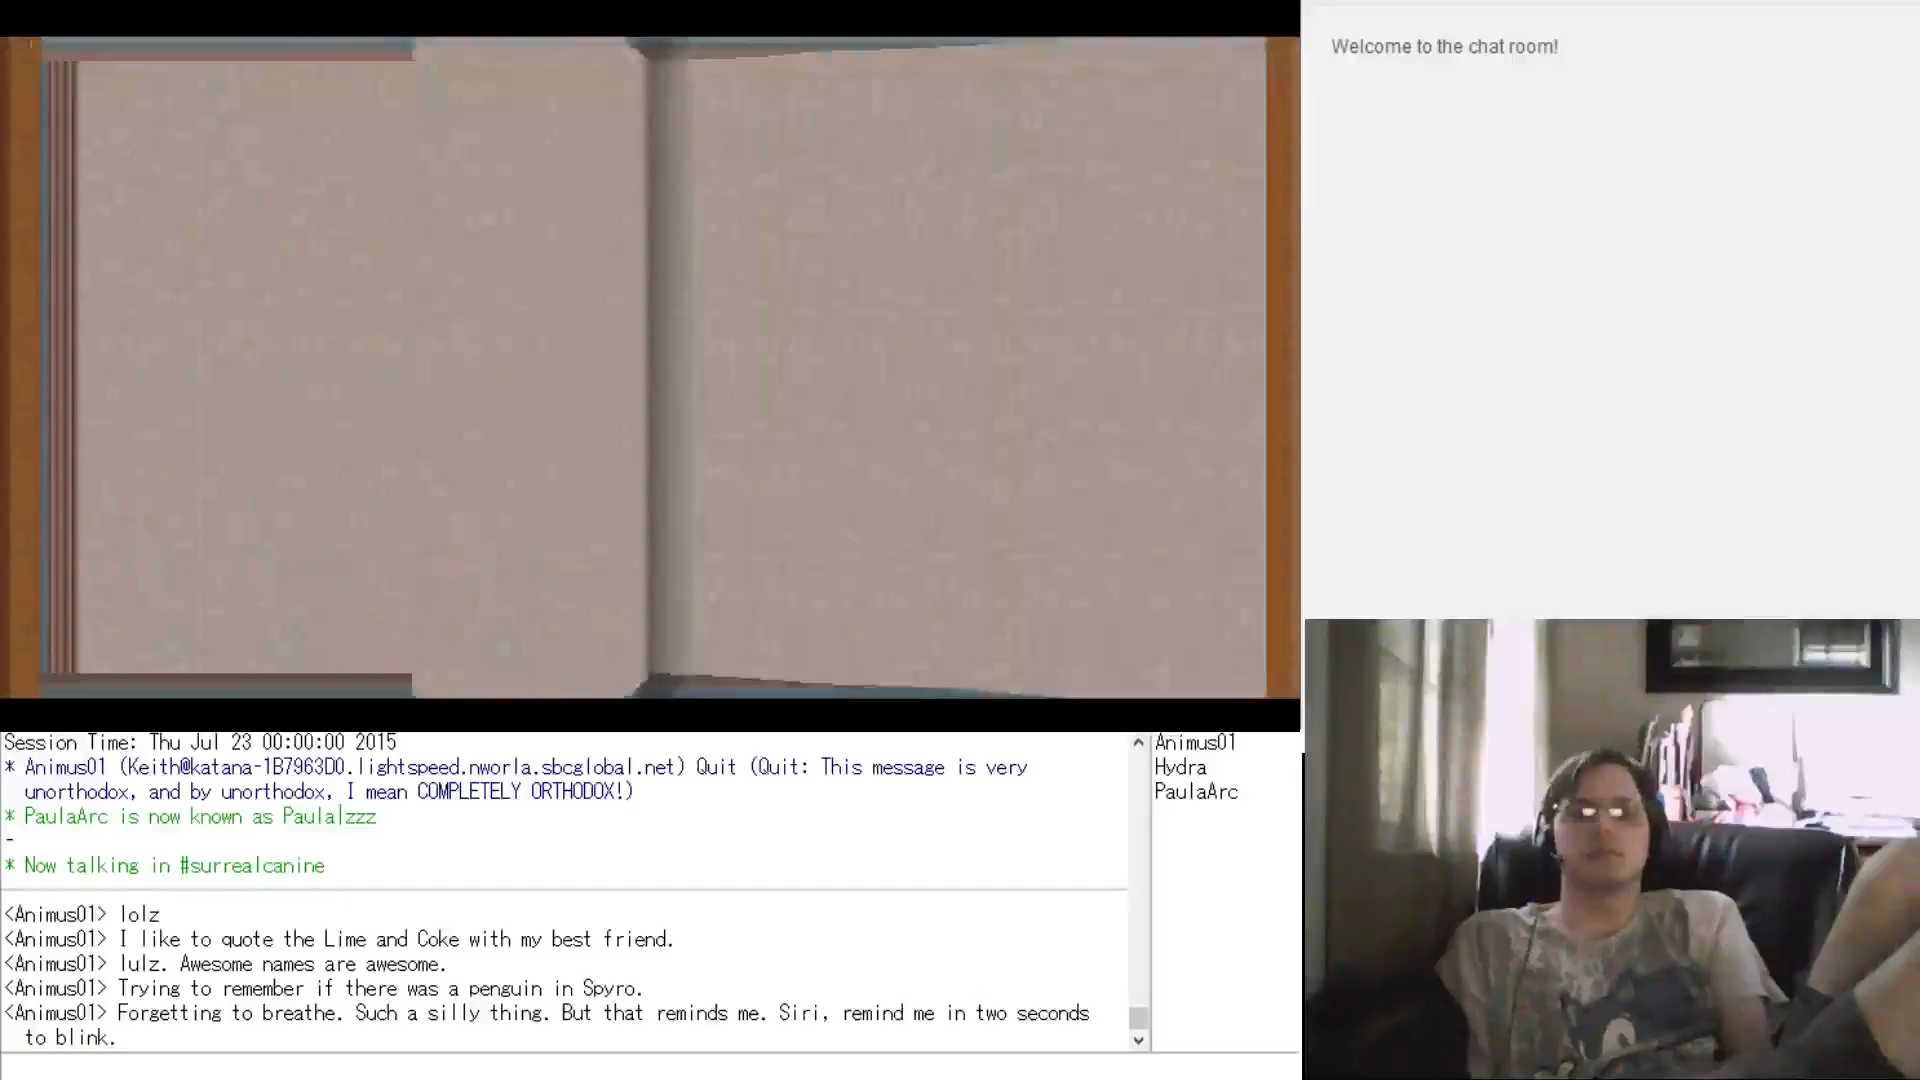 Welcome to the chat room!
Session Time: Thu Jul 23 00:00:00 2015
* Animus01 (Keith@katana-1B7963D0.lightspeed.nworla.sbcglobal.net) Quit (Quit: This message is very
unorthodox, and by unorthodox, I mean COMPLETELY ORTHODOX!)
* PaulaArc is now known as Paula|zzz
-
* Now talking in #surrealcanine
<Animus01> lolz
<Animus01> I like to quote the Lime and Coke with my best friend.
<Animus01> lulz. Awesome names are awesome.
<Animus01> Trying to remember if there was a penguin in Spyro.
<Animus01> Forgetting to breathe. Such a silly thing. But that reminds me. Siri, remind me in two seconds
to blink.
Animus01
Hydra
PaulaArc